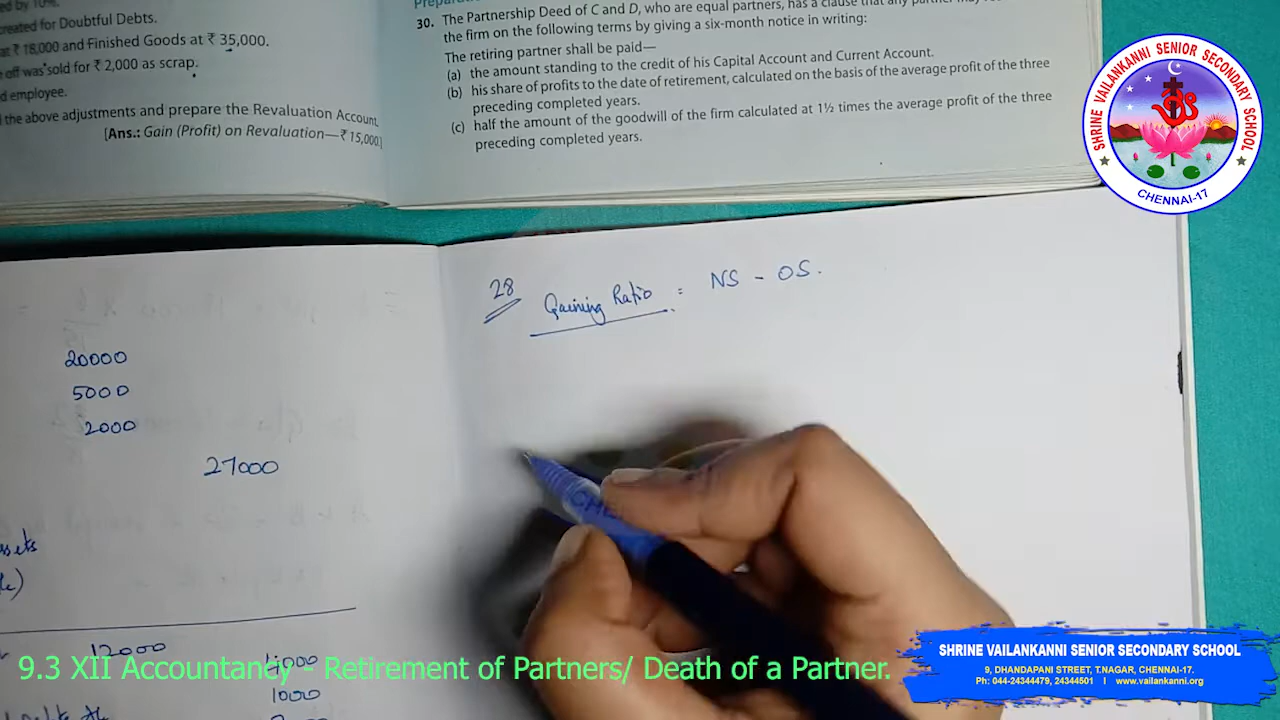 ed by 10%.
created for Doubtful Debts.
at ₹ 18,000 and Finished Goods at ₹ 35,000.
off was sold for ₹ 2,000 as scrap.
d employee.
the above adjustments and prepare the Revaluation Account.
[Ans.: Gain (Profit) on Revaluation—₹ 15,000]
30. The Partnership Deed of C and D, who are equal partners, has a clause that any partner may
the firm on the following terms by giving a six-month notice in writing:
The retiring partner shall be paid—
(a) the amount standing to the credit of his Capital Account and Current Account.
(b) his share of profits to the date of retirement, calculated on the basis of the average profit of the three
preceding completed years.
(c) half the amount of the goodwill of the firm calculated at 1½ times the average profit of the three
preceding completed years.
SHRINE VAILANKANNI SENIOR SECONDARY SCHOOL
CHENNAI-17
28 Gaining Ratio = NS - OS.
20000
5000
2000
27000
12000
1000
9.3 XII Accountancy - Retirement of Partners/ Death of a Partner.
SHRINE VAILANKANNI SENIOR SECONDARY SCHOOL
9, DHANDAPANI STREET, T.NAGAR, CHENNAI-17.
Ph: 044-24344479, 24344501 I www.vailankanni.org